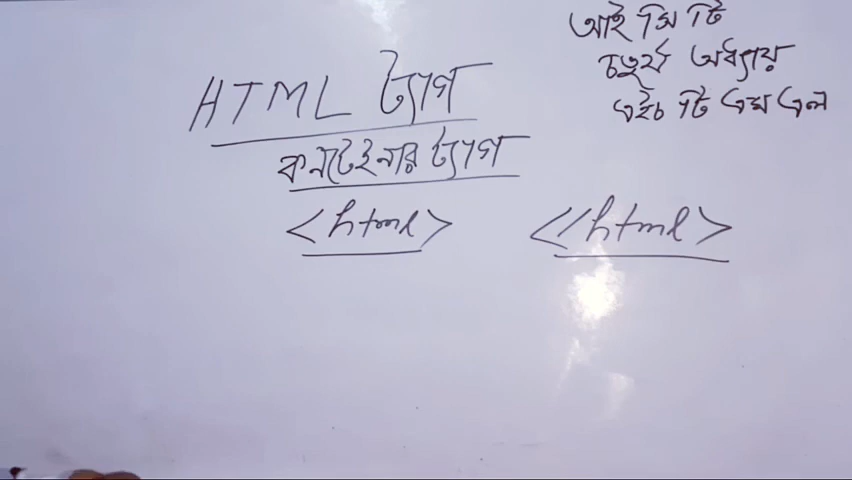 আই সি টি
চতুর্থ অধ্যায়
এইচ টি এম এল
HTML ট্যাগ
কনটেইনার ট্যাগ
<html> <//html>